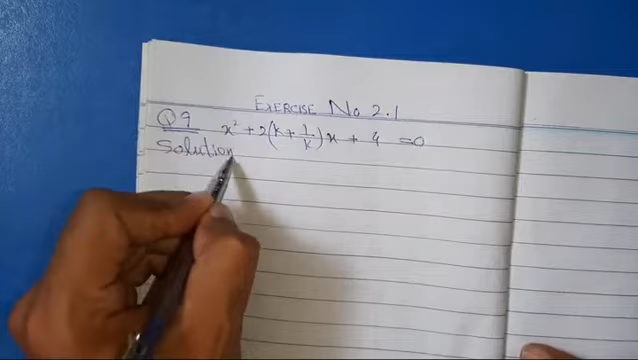 EXERCISE No 2.1
Q9 x² + 2(k + 1/k)x + 4 = 0
Solution